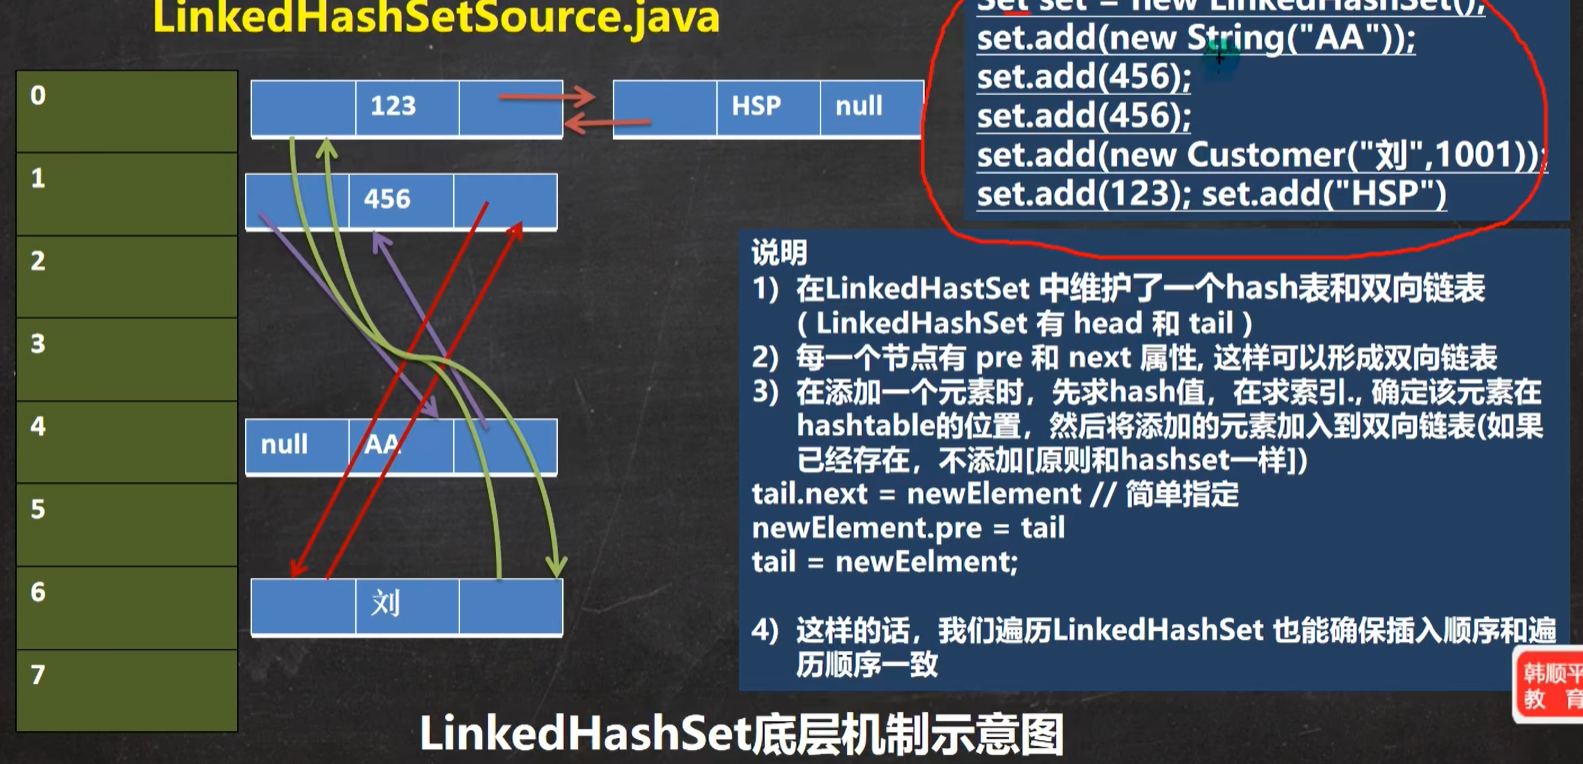 LinkedHashSetSource.java
Set set = new LinkedHashSet();
set.add(new String("AA"));
set.add(456);
set.add(456);
set.add(new Customer("刘",1001));
set.add(123); set.add("HSP")
0
123
HSP
null
1
456
2
3
4
null
AA
5
6
刘
7
说明
1) 在LinkedHastSet 中维护了一个hash表和双向链表
( LinkedHashSet 有 head 和 tail )
2) 每一个节点有 pre 和 next 属性, 这样可以形成双向链表
3) 在添加一个元素时，先求hash值，在求索引., 确定该元素在
hashtable的位置，然后将添加的元素加入到双向链表(如果
已经存在，不添加[原则和hashset一样])
tail.next = newElement // 简单指定
newElement.pre = tail
tail = newEelment;
4) 这样的话，我们遍历LinkedHashSet 也能确保插入顺序和遍
历顺序一致
韩顺平
教 育
LinkedHashSet底层机制示意图